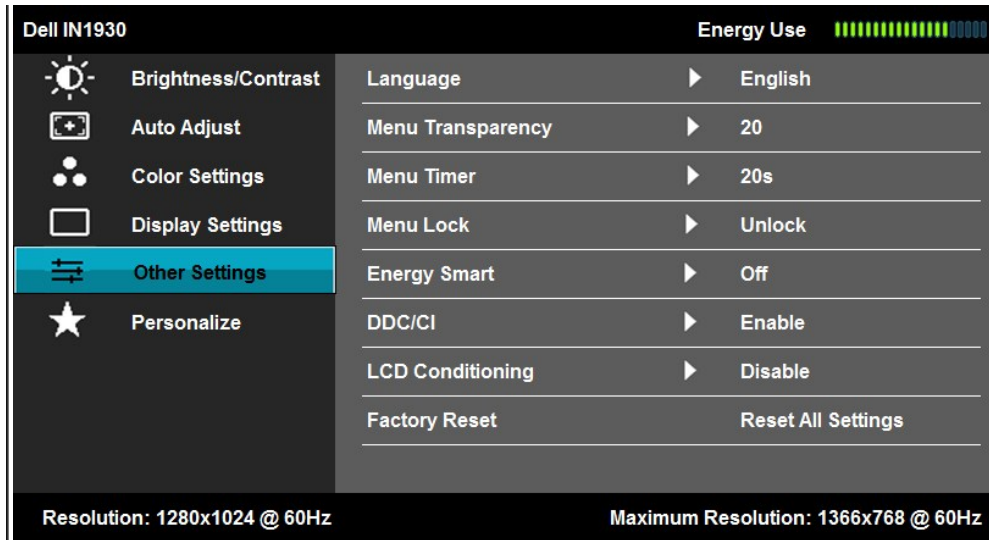 Dell IN1930 Energy Use
Brightness/Contrast Language English
Auto Adjust Menu Transparency 20
Color Settings Menu Timer 20s
Display Settings Menu Lock Unlock
Other Settings Energy Smart Off
Personalize DDC/CI Enable
LCD Conditioning Disable
Factory Reset Reset All Settings
Resolution: 1280x1024 @ 60Hz Maximum Resolution: 1366x768 @ 60Hz